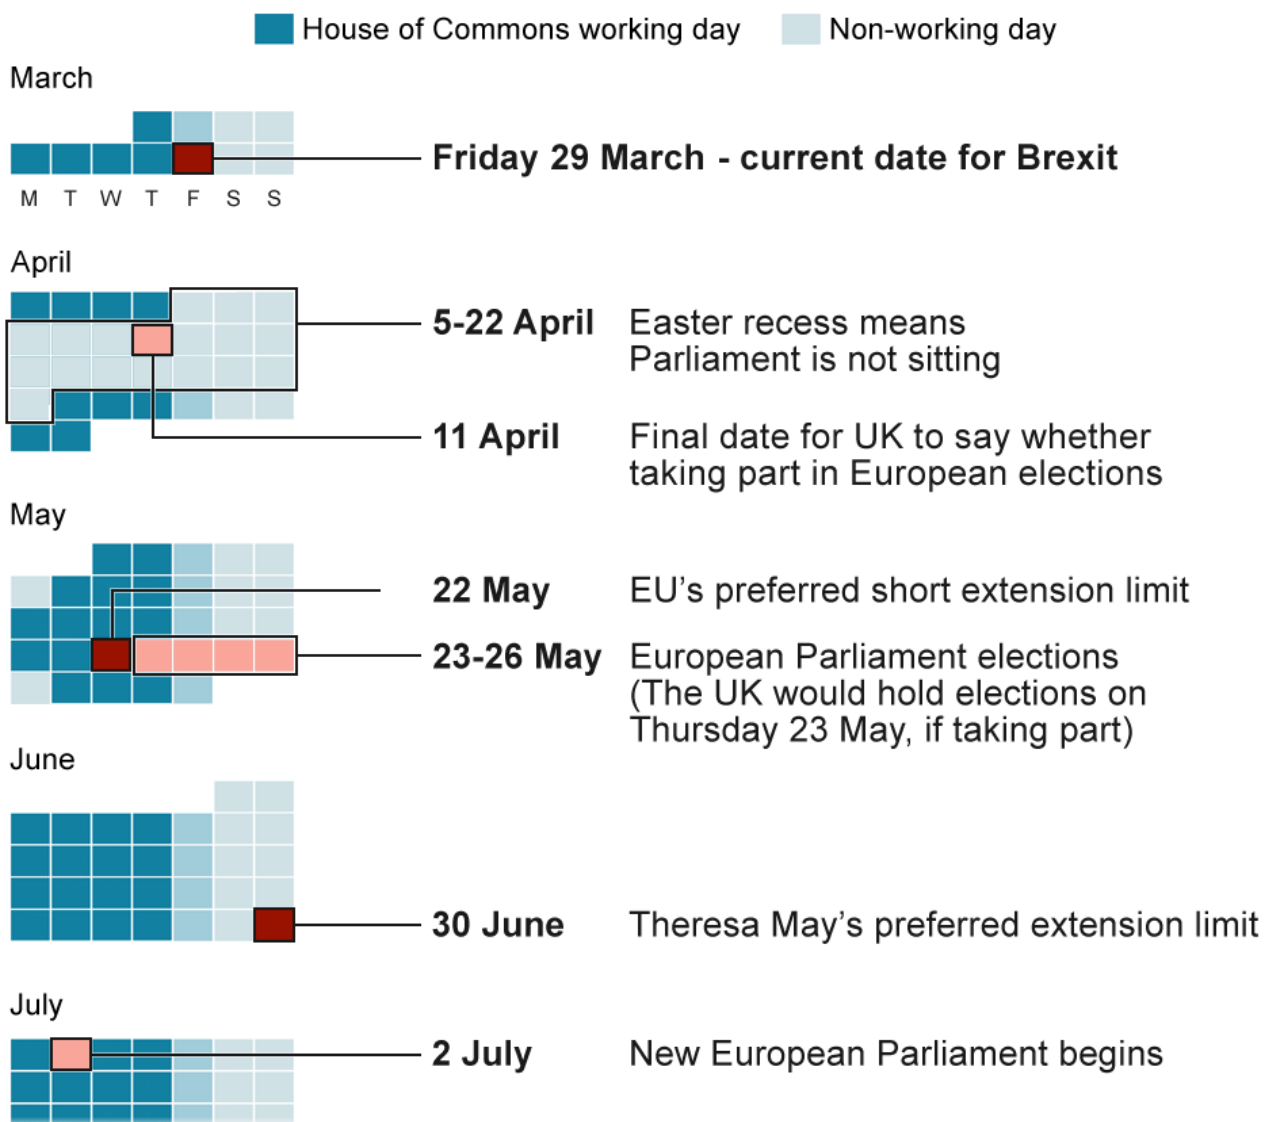 House of Commons working day
Non-working day
March
Friday 29 March - current date for Brexit
M T W T F S S
April
5-22 April Easter recess means
Parliament is not sitting
11 April Final date for UK to say whether
taking part in European elections
May
22 May EU’s preferred short extension limit
23-26 May European Parliament elections
(The UK would hold elections on
Thursday 23 May, if taking part)
June
30 June Theresa May’s preferred extension limit
July
2 July New European Parliament begins